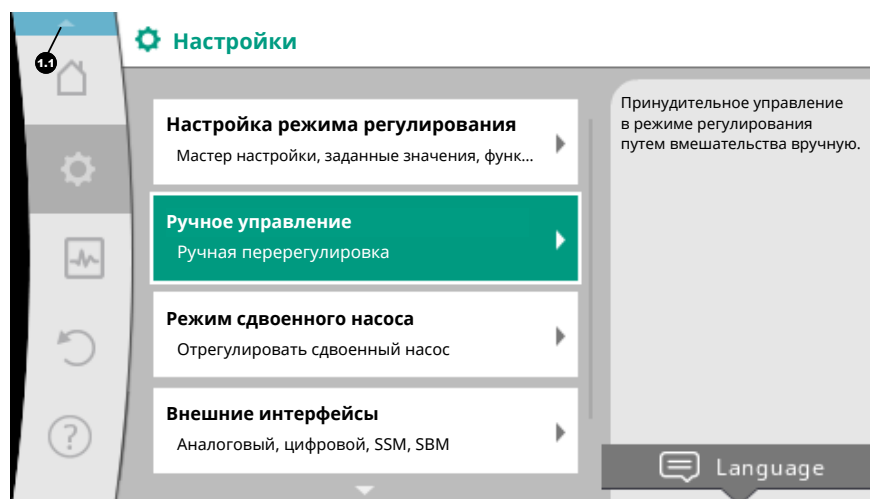 1.1
Настройки
Настройка режима регулирования
Мастер настройки, заданные значения, функ...
Ручное управление
Ручная перерегулировка
Режим сдвоенного насоса
Отрегулировать сдвоенный насос
Внешние интерфейсы
Аналоговый, цифровой, SSM, SBM
Принудительное управление
в режиме регулирования
путем вмешательства вручную.
?
Language